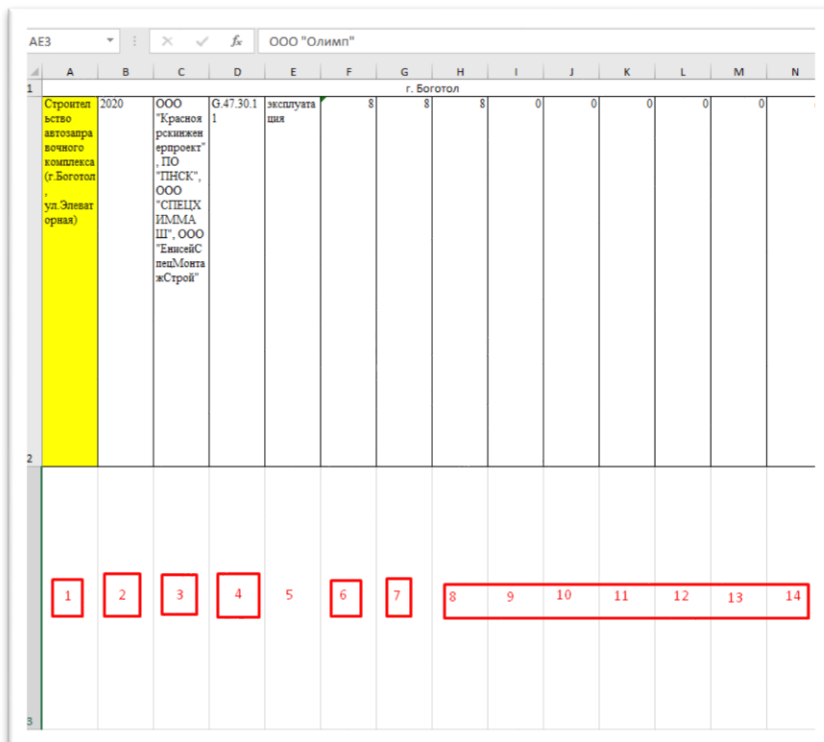 AE3 fx ООО "Олимп"
A B C D E F G H I J K L M N
1 г. Боготол
Строител
ьство
автозапра
вочного
комплекса
(г.Боготол
,
ул.Элеват
орная)
2020
ООО
"Краснoя
рскинжен
ерпроект"
, ПО
"ПНСК",
ООО
"СПЕЦХ
ИММА
Ш", ООО
"ЕнисейС
пецМонта
жСтрой"
G.47.30.1
1
эксплуата
ция
8 8 8 0 0 0 0 0
2
1 2 3 4 5 6 7 8 9 10 11 12 13 14
3